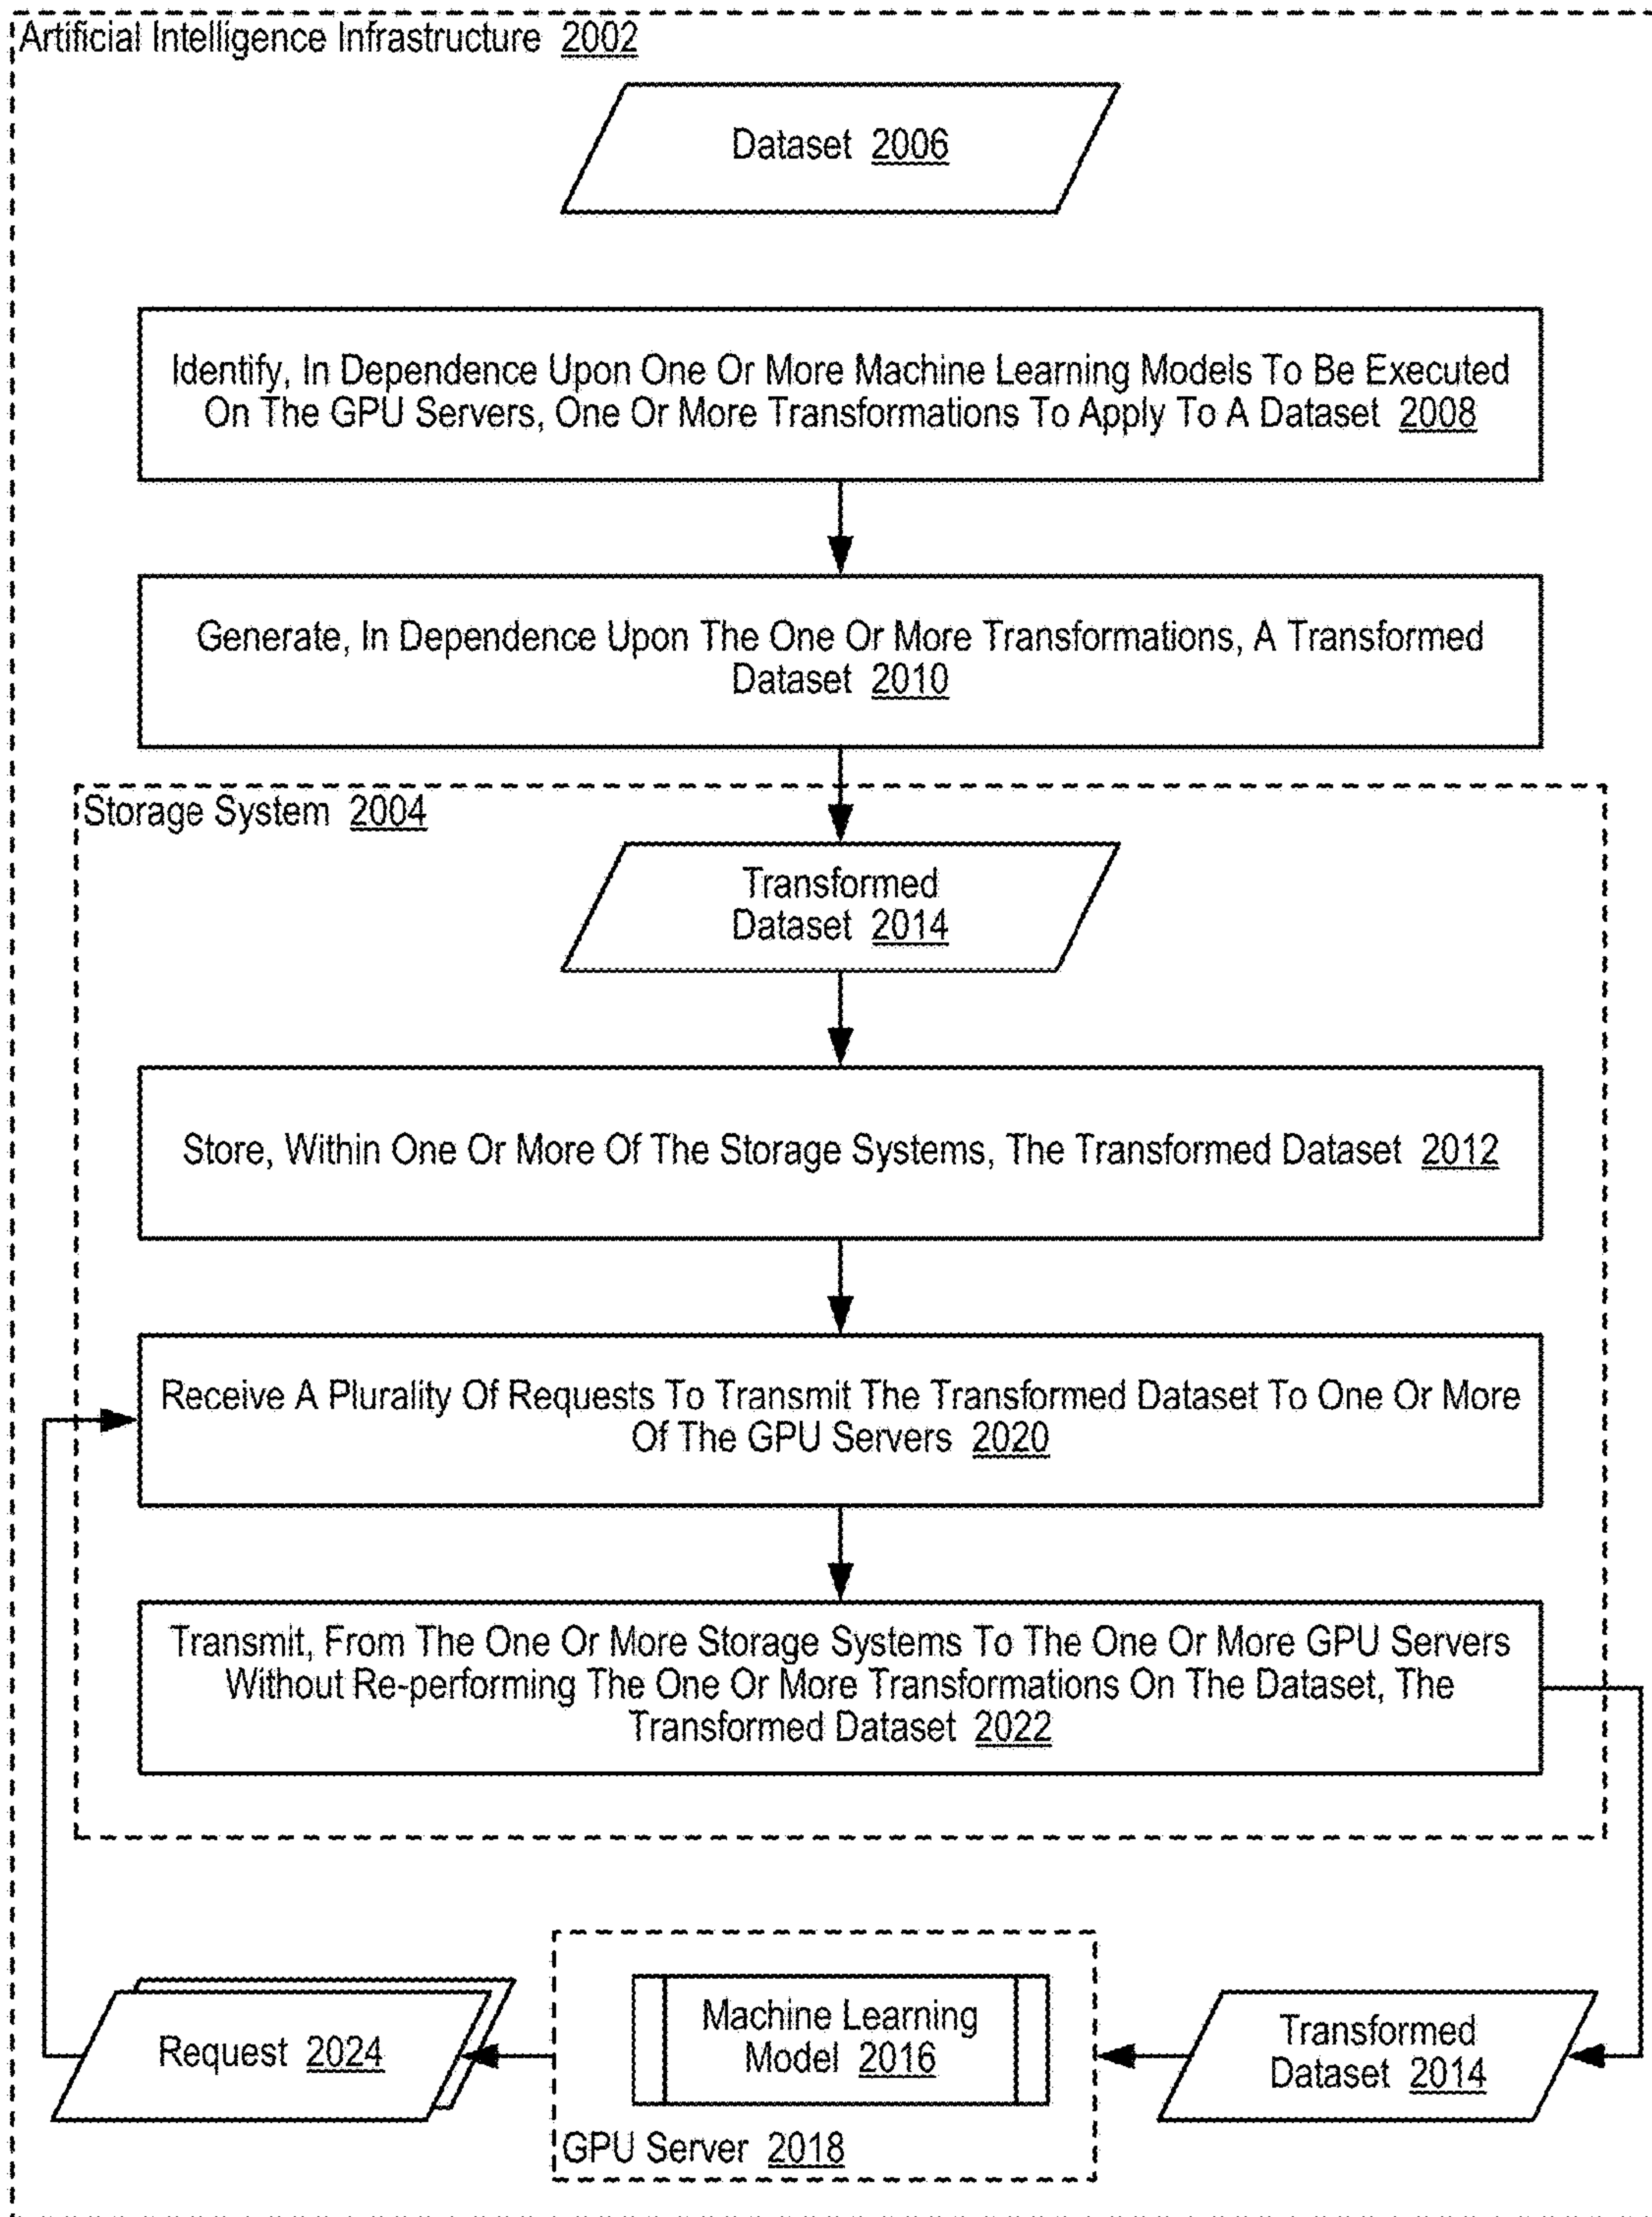 Artificial Intelligence Infrastructure 2002
Dataset 2006
Identify, In Dependence Upon One Or More Machine Learning Models To Be Executed
On The GPU Servers, One Or More Transformations To Apply To A Dataset 2008
Generate, In Dependence Upon The One Or More Transformations, A Transformed
Dataset 2010
Storage System 2004
Transformed
Dataset 2014
Store, Within One Or More Of The Storage Systems, The Transformed Dataset 2012
Receive A Plurality Of Requests To Transmit The Transformed Dataset To One Or More
Of The GPU Servers 2020
Transmit, From The One Or More Storage Systems To The One Or More GPU Servers
Without Re-performing The One Or More Transformations On The Dataset, The
Transformed Dataset 2022
Request 2024
Machine Learning
Model 2016
GPU Server 2018
Transformed
Dataset 2014